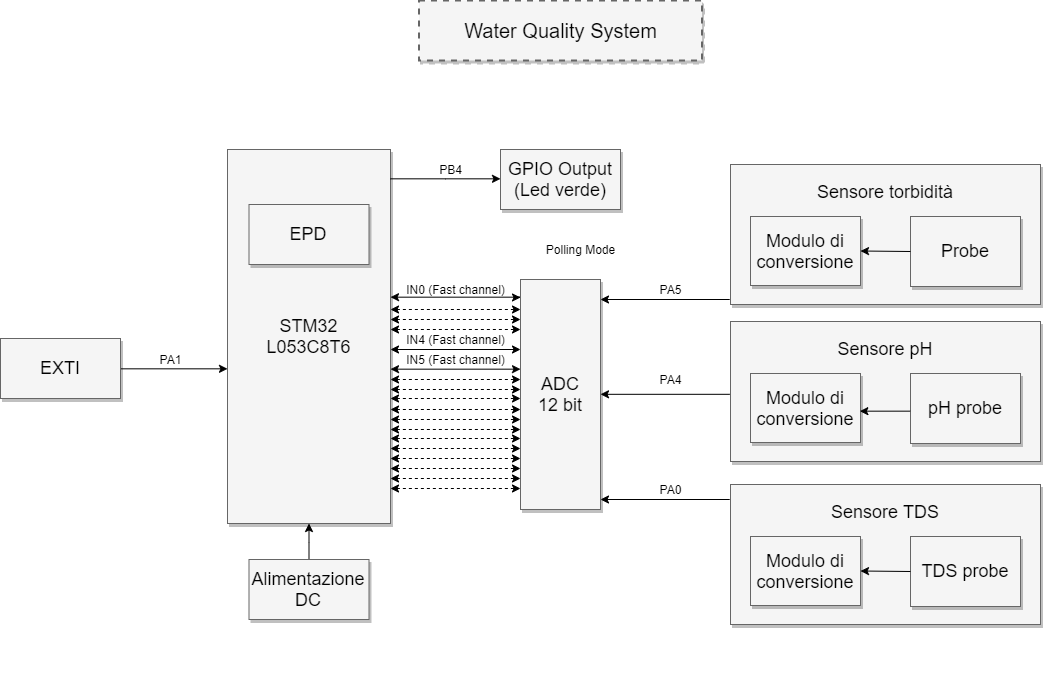 Water Quality System
PB4
GPIO Output
(Led verde)
EPD
STM32
L053C8T6
EXTI
PA1
Alimentazione
DC
Polling Mode
IN0 (Fast channel)
IN4 (Fast channel)
IN5 (Fast channel)
ADC
12 bit
PA5
PA4
PA0
Sensore torbidità
Modulo di
conversione
Probe
Sensore pH
Modulo di
conversione
pH probe
Sensore TDS
Modulo di
conversione
TDS probe